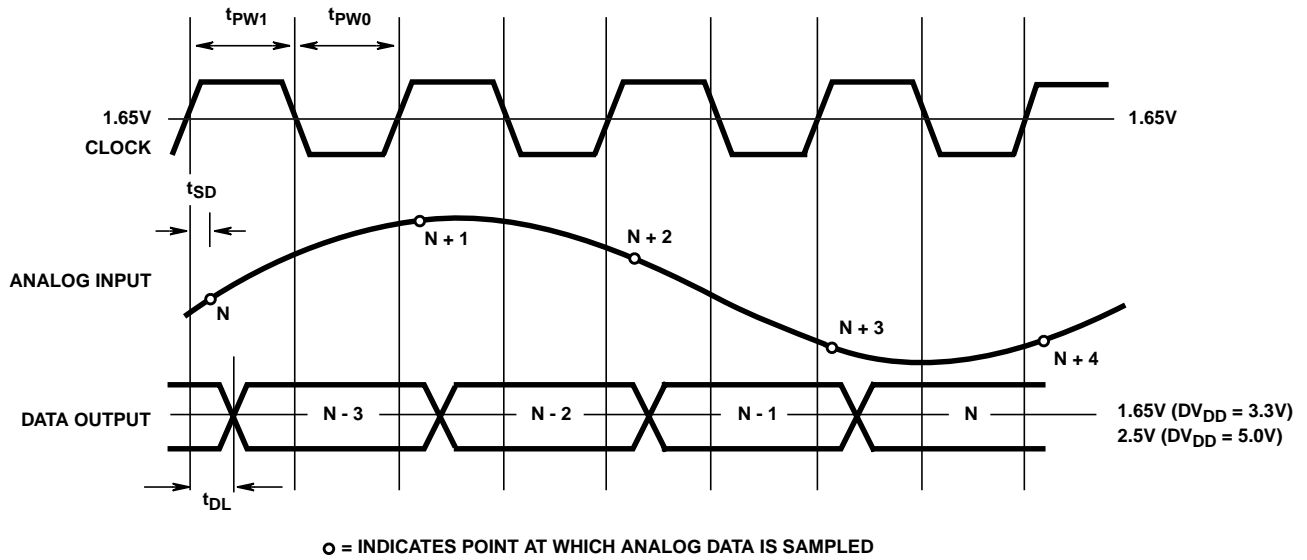 tPW1 tPW0
1.65V
CLOCK
1.65V
tSD
N
N + 1
N + 2
N + 3
N + 4
ANALOG INPUT
DATA OUTPUT
N - 3
N - 2
N - 1
N
1.65V (DVDD = 3.3V)
2.5V (DVDD = 5.0V)
tDL
= INDICATES POINT AT WHICH ANALOG DATA IS SAMPLED